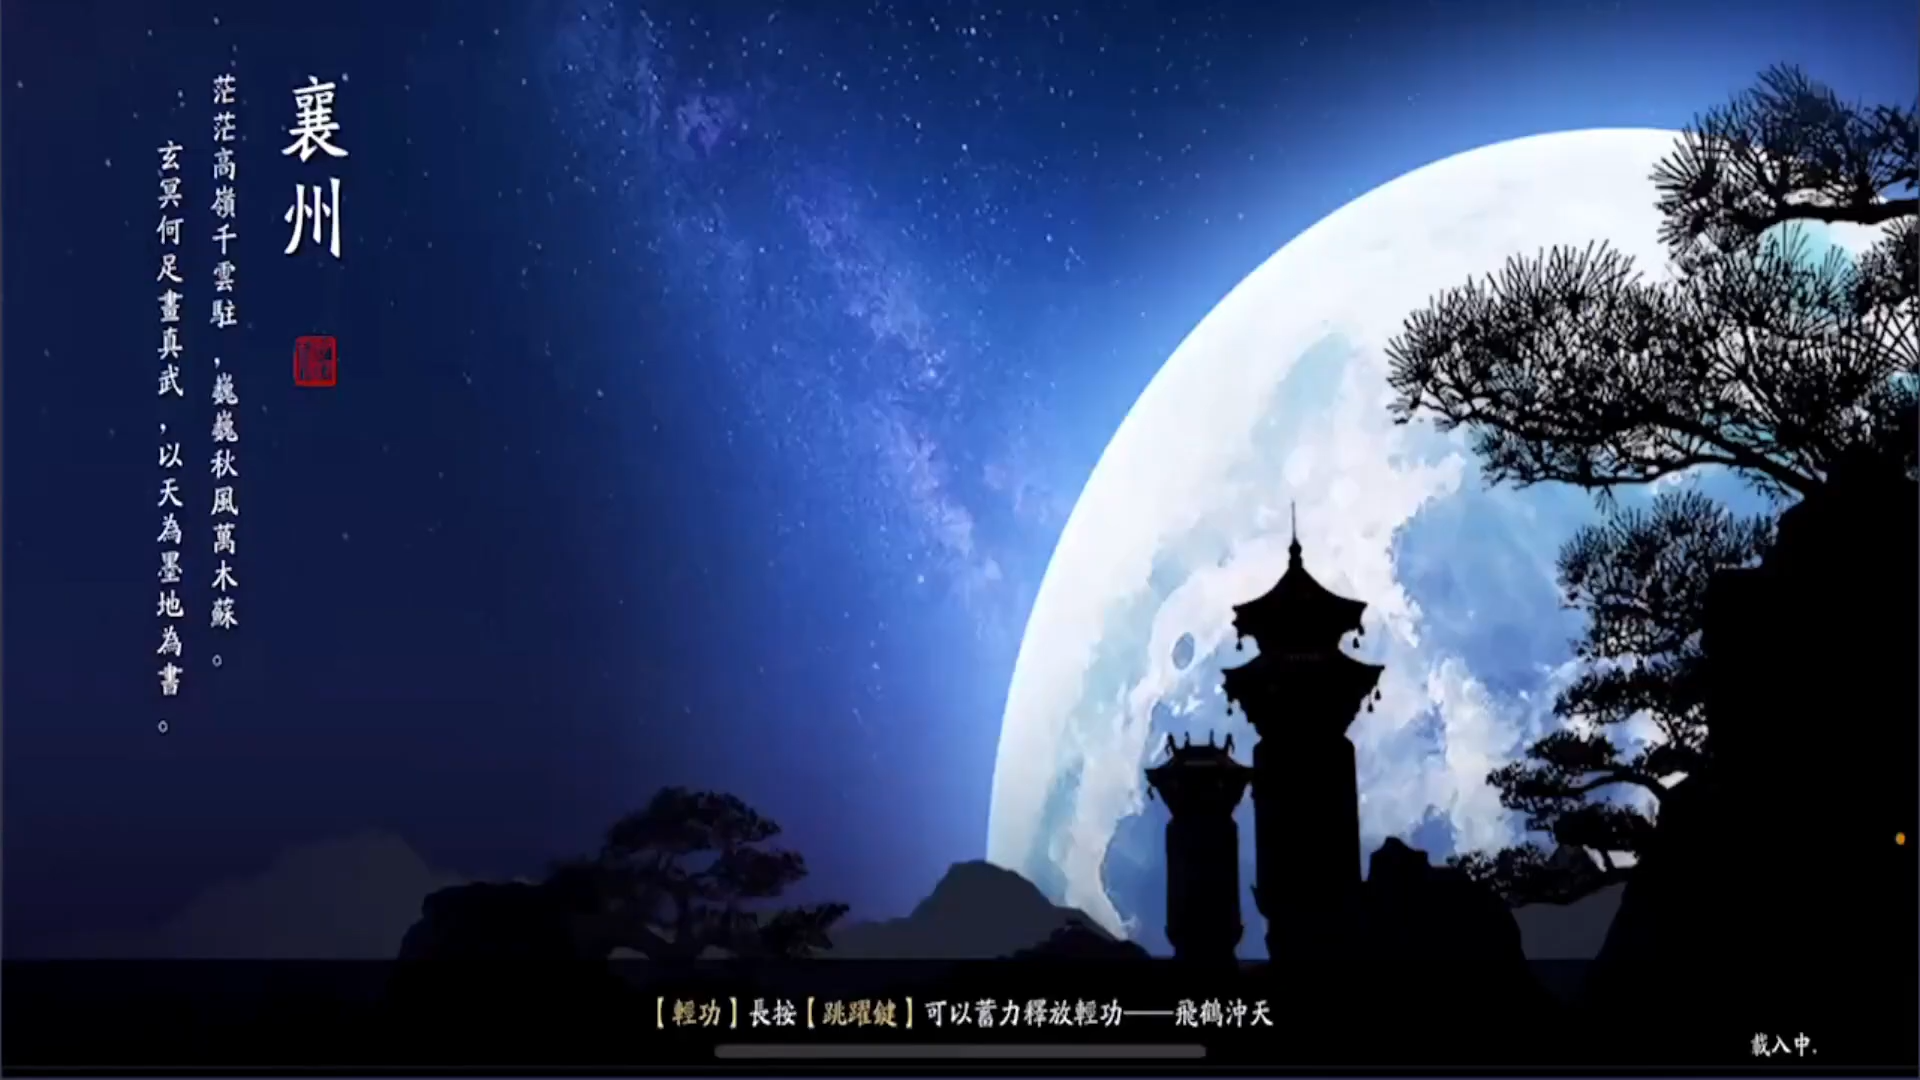 襄州
茫茫高嶺千雲駐，巍巍秋風萬木蘇。
玄冥何足畫真武，以天為墨地為書。
【輕功】長按【跳躍鍵】可以蓄力釋放輕功——飛鶴沖天
載入中.